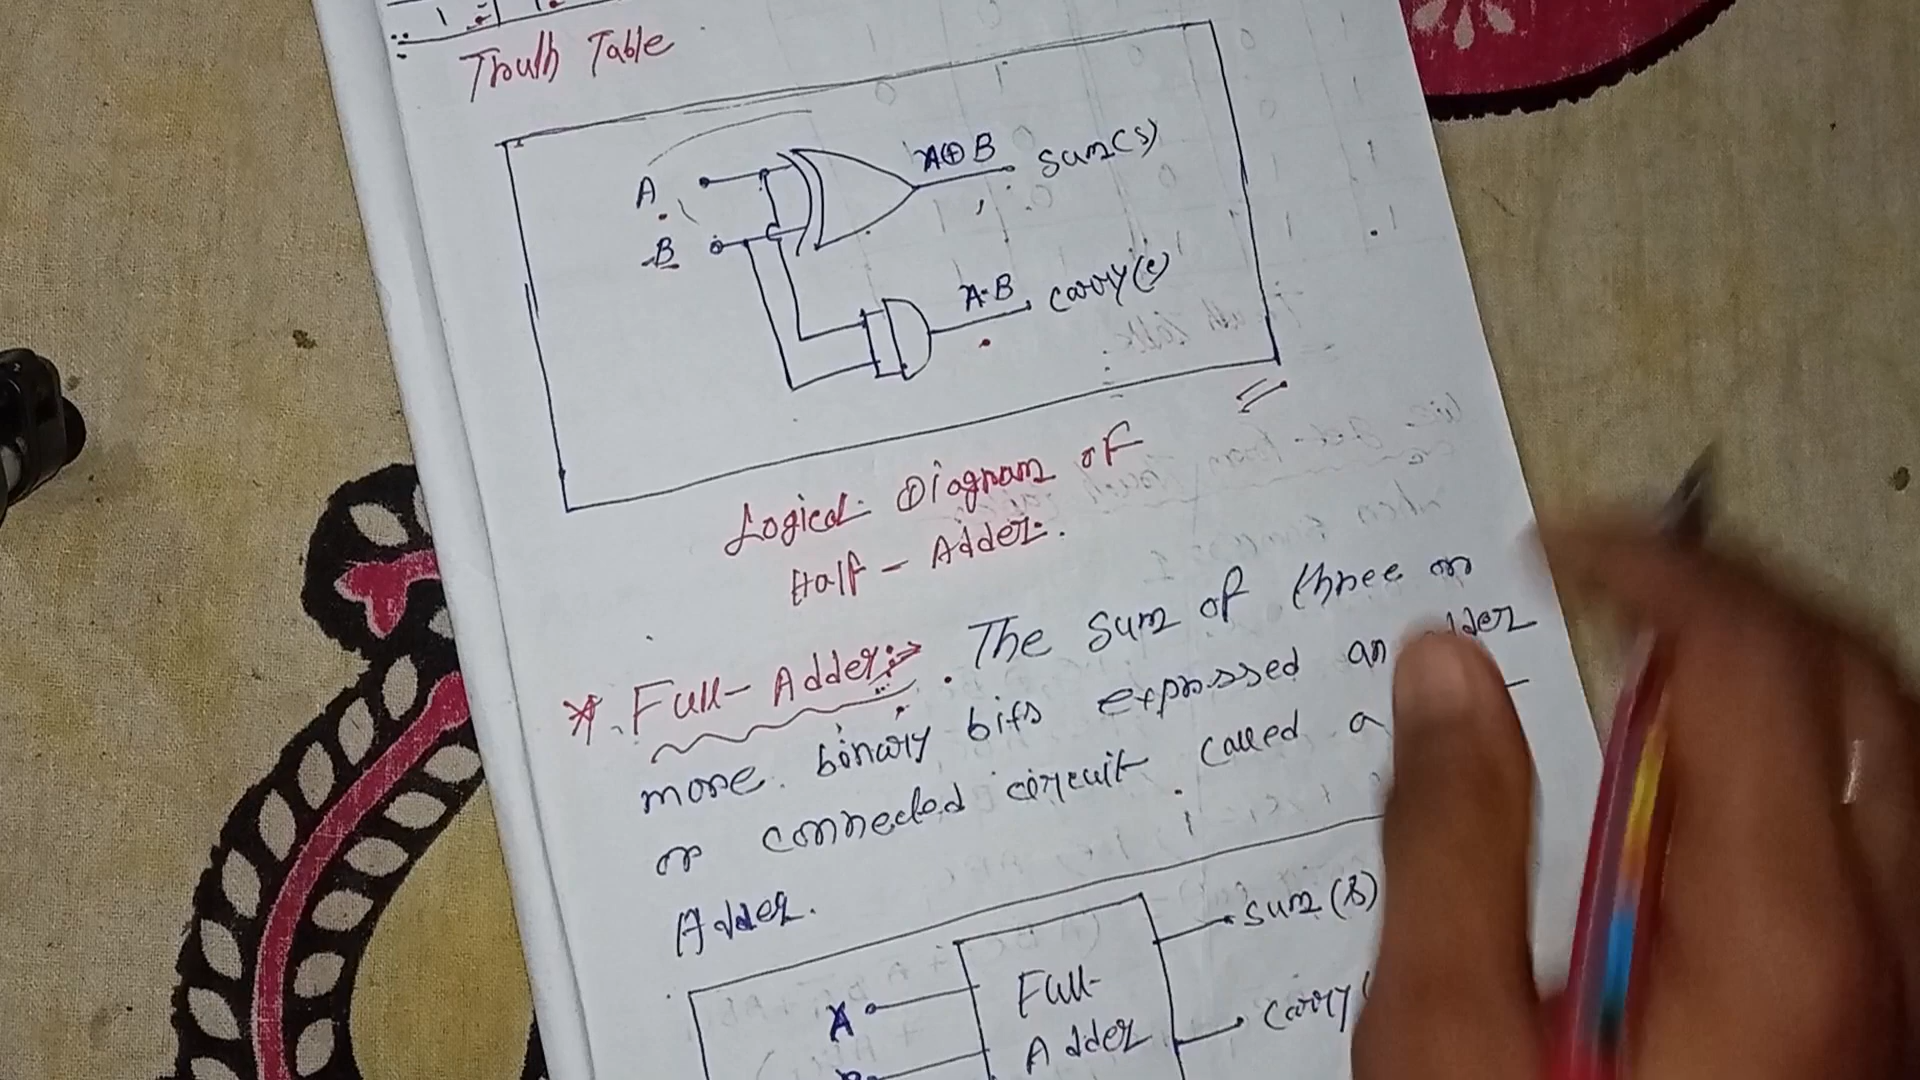 Truth Table
A
B
A⊕B sum(s)
A·B carry(c)
Logical Diagram of
Half - Adder.
* Full-Adder:→ The sum of three or
more binary bits expressed an
or connected circuit called a
Adder.
A
B
Full-
Adder
sum(s)
carry(